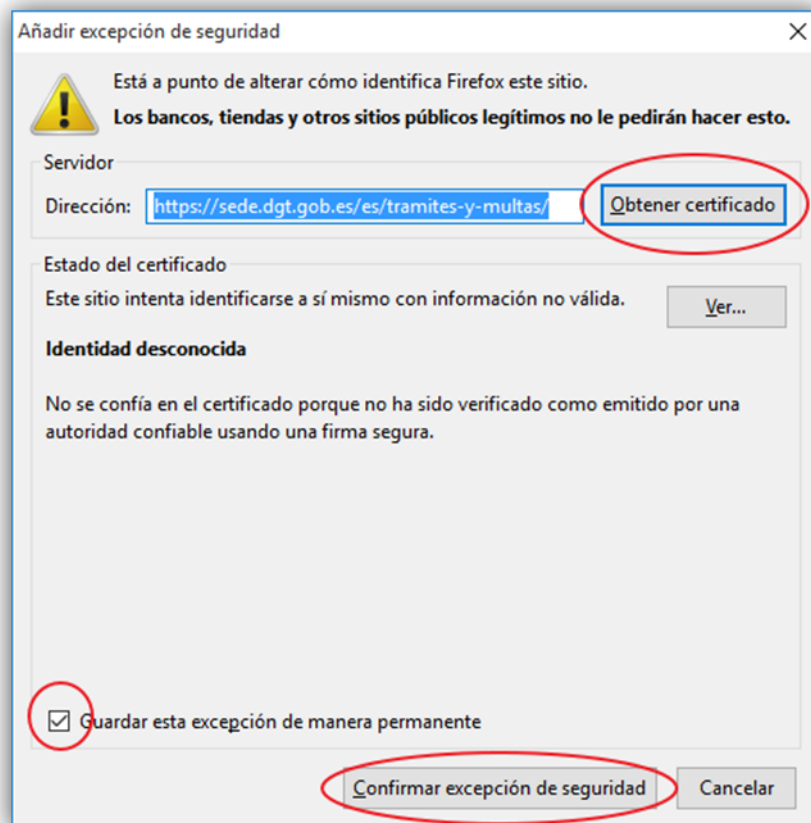 Añadir excepción de seguridad
Está a punto de alterar cómo identifica Firefox este sitio.
Los bancos, tiendas y otros sitios públicos legítimos no le pedirán hacer esto.
Servidor
Dirección: https://sede.dgt.gob.es/es/tramites-y-multas/ Obtener certificado
Estado del certificado
Este sitio intenta identificarse a sí mismo con información no válida. Ver...
Identidad desconocida
No se confía en el certificado porque no ha sido verificado como emitido por una
autoridad confiable usando una firma segura.
Guardar esta excepción de manera permanente
Confirmar excepción de seguridad Cancelar